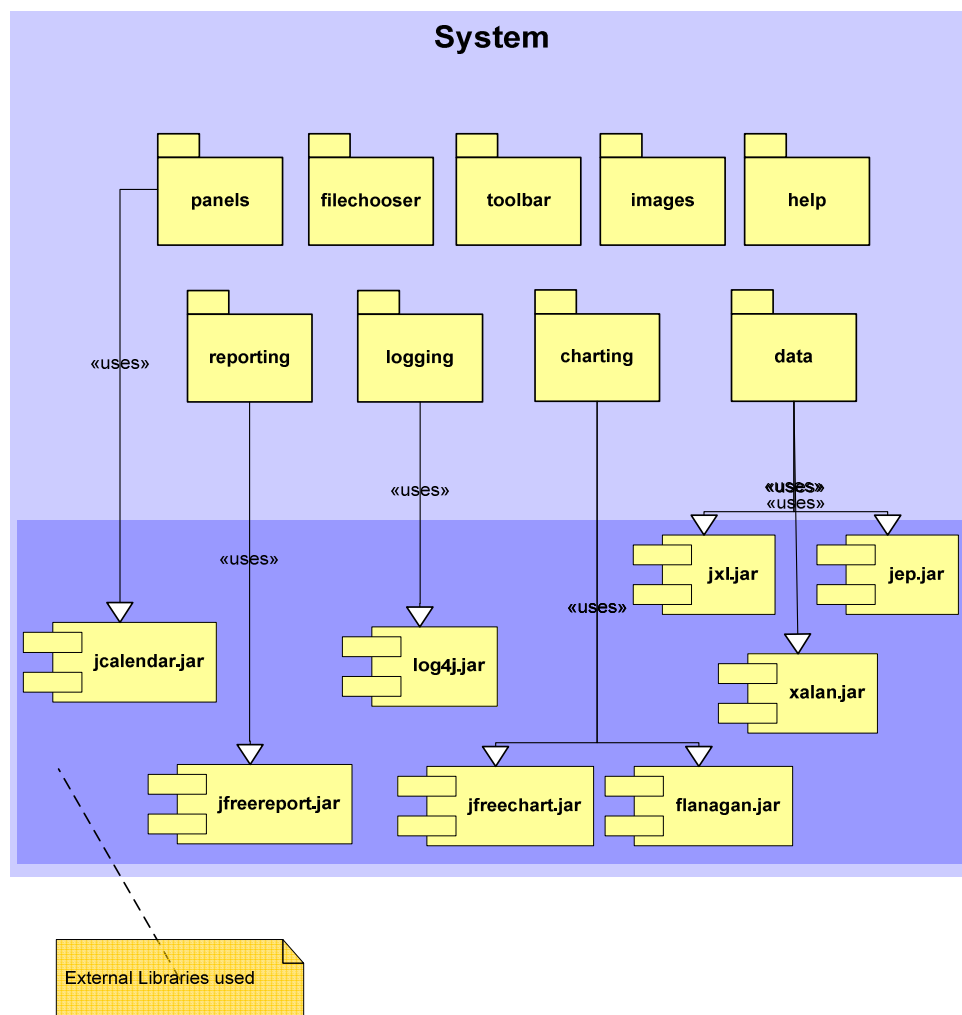 System
panels
filechooser
toolbar
images
help
reporting
logging
charting
data
«uses»
«uses»
«uses»
«uses»
«uses»
«uses»
jxl.jar
jep.jar
jcalendar.jar
log4j.jar
xalan.jar
jfreereport.jar
jfreechart.jar
flanagan.jar
External Libraries used